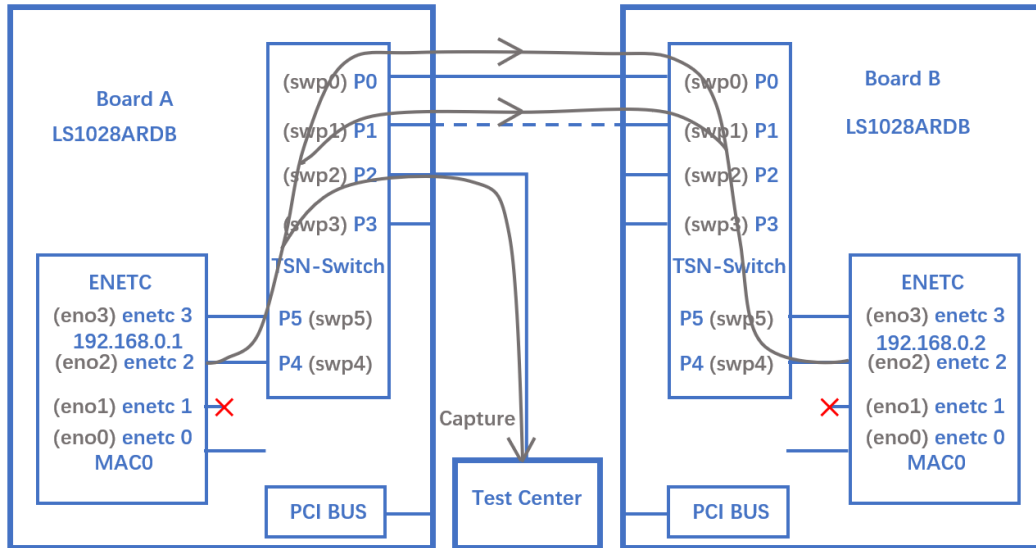 Board A
LS1028ARDB
(swp0) P0
(swp1) P1
(swp2) P2
(swp3) P3
TSN-Switch
P5 (swp5)
P4 (swp4)
ENETC
(eno3) enetc 3
192.168.0.1
(eno2) enetc 2
(eno1) enetc 1
(eno0) enetc 0
MAC0
PCI BUS
Capture
Test Center
(swp0) P0
(swp1) P1
(swp2) P2
(swp3) P3
TSN-Switch
P5 (swp5)
P4 (swp4)
Board B
LS1028ARDB
ENETC
(eno3) enetc 3
192.168.0.2
(eno2) enetc 2
(eno1) enetc 1
(eno0) enetc 0
MAC0
PCI BUS